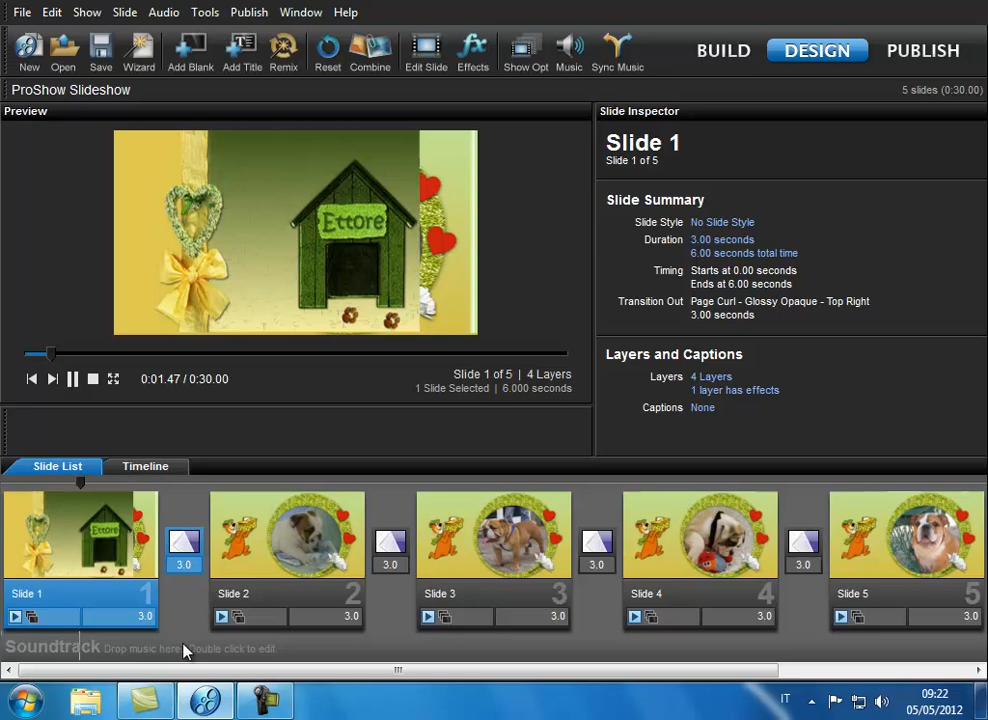 File Edit Show Slide Audio Tools Publish Window Help
New Open Save Wizard Add Blank Add Title Remix Reset Combine Edit Slide Effects Show Opt Music Sync Music BUILD DESIGN PUBLISH
ProShow Slideshow 5 slides (0:30.00)
Preview
Ettore
0:01.47 / 0:30.00
Slide 1 of 5 | 4 Layers
1 Slide Selected | 6.000 seconds
Slide Inspector
Slide 1
Slide 1 of 5
Slide Summary
Slide Style No Slide Style
Duration 3.00 seconds
6.00 seconds total time
Timing Starts at 0.00 seconds
Ends at 6.00 seconds
Transition Out Page Curl - Glossy Opaque - Top Right
3.00 seconds
Layers and Captions
Layers 4 Layers
1 layer has effects
Captions None
Slide List Timeline
Ettore
3.0 3.0 3.0 3.0
Slide 1 1 Slide 2 2 Slide 3 3 Slide 4 4 Slide 5 5
3.0 3.0 3.0 3.0 3.0
Soundtrack Drop music here. Double click to edit.
IT 09:22
05/05/2012